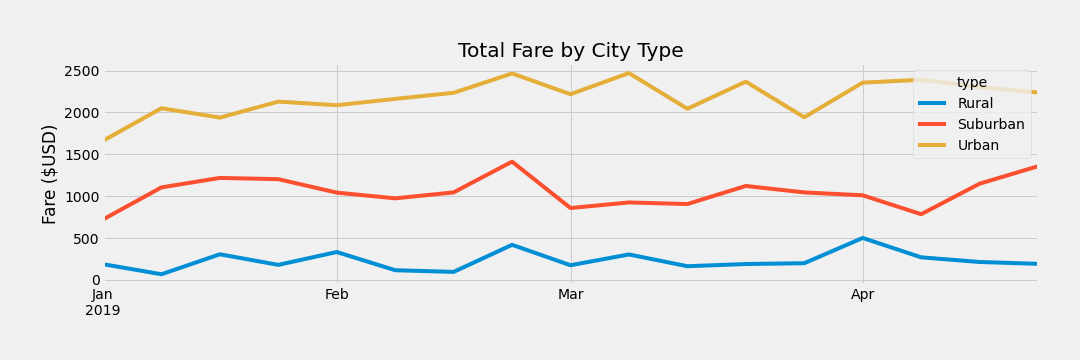 Total Fare by City Type
Fare ($USD)
2500
2000
1500
1000
500
0
Jan
2019
Feb
Mar
Apr
type
Rural
Suburban
Urban